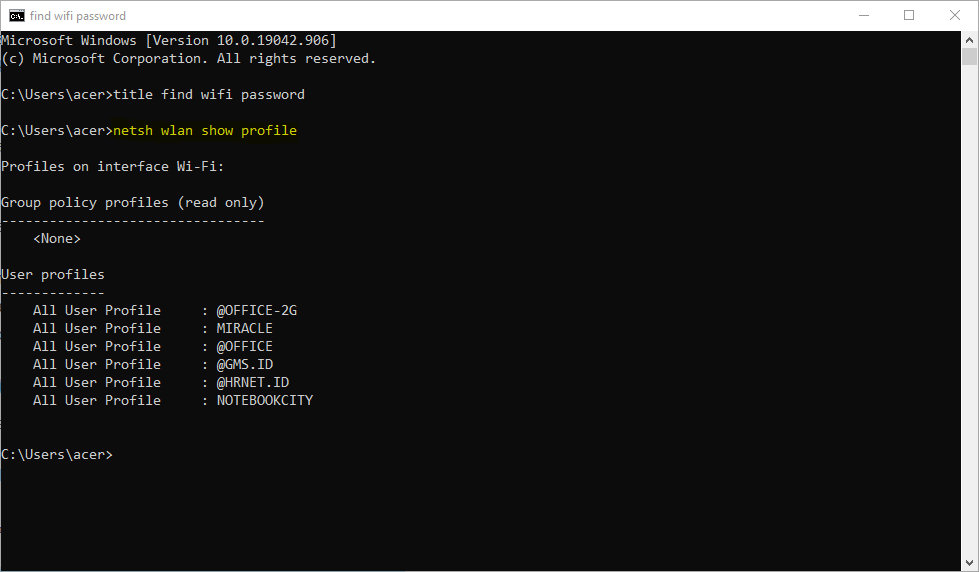 find wifi password
Microsoft Windows [Version 10.0.19042.906]
(c) Microsoft Corporation. All rights reserved.
C:\Users\acer>title find wifi password
C:\Users\acer>netsh wlan show profile
Profiles on interface Wi-Fi:
Group policy profiles (read only)
---------------------------------
    <None>
User profiles
-------------
    All User Profile     : @OFFICE-2G
    All User Profile     : MIRACLE
    All User Profile     : @OFFICE
    All User Profile     : @GMS.ID
    All User Profile     : @HRNET.ID
    All User Profile     : NOTEBOOKCITY
C:\Users\acer>